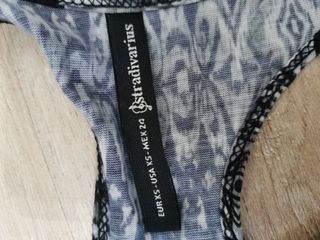 stradivarius
EUR XS - USA XS - MEX 24